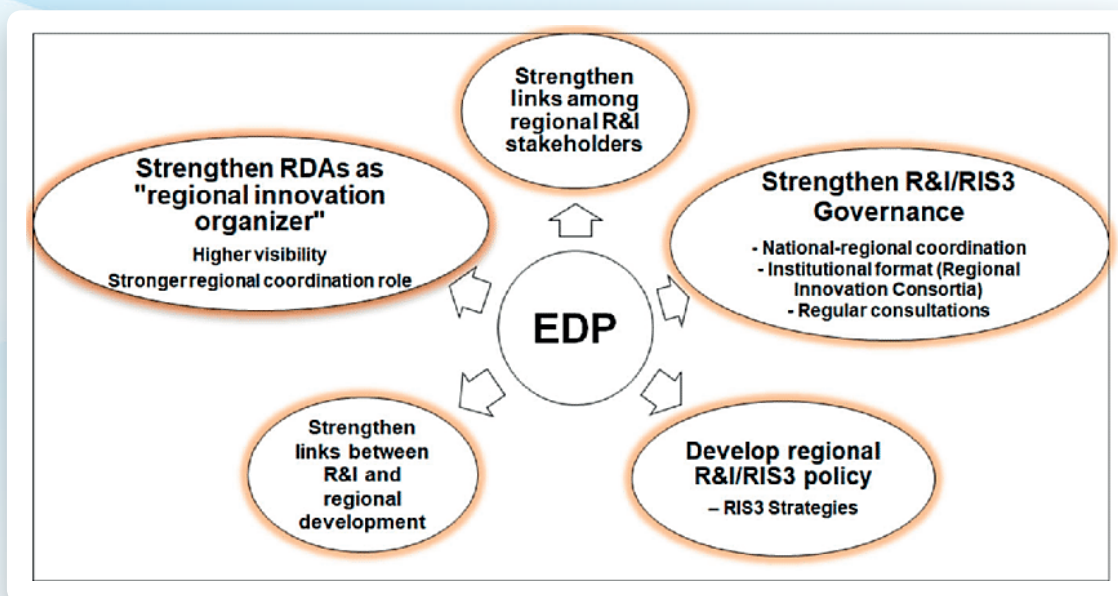 Strengthen
links among
regional R&I
stakeholders
Strengthen RDAs as
"regional innovation
organizer"
Higher visibility
Stronger regional coordination role
Strengthen R&I/RIS3
Governance
- National-regional coordination
- Institutional format (Regional
Innovation Consortia)
- Regular consultations
EDP
Strengthen
links between
R&I and
regional
development
Develop regional
R&I/RIS3 policy
– RIS3 Strategies